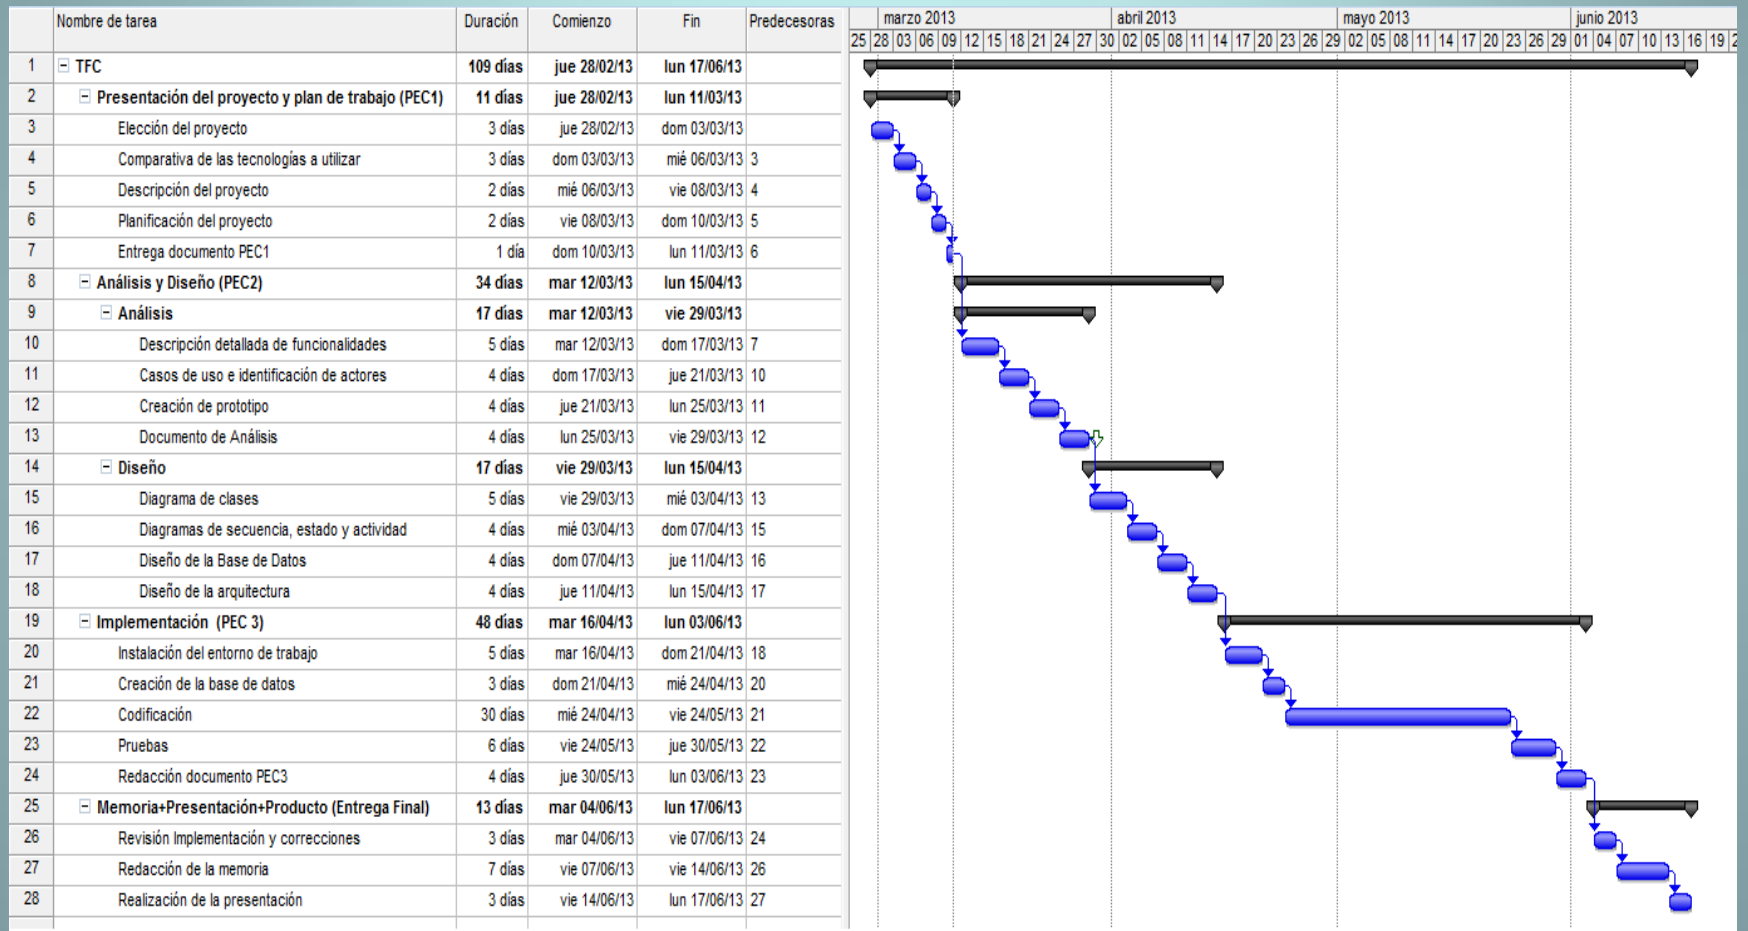 Nombre de tarea Duración Comienzo Fin Predecesoras
marzo 2013 abril 2013 mayo 2013 junio 2013
25 28 03 06 09 12 15 18 21 24 27 30 02 05 08 11 14 17 20 23 26 29 02 05 08 11 14 17 20 23 26 29 01 04 07 10 13 16 19
1 TFC 109 días jue 28/02/13 lun 17/06/13
2 Presentación del proyecto y plan de trabajo (PEC1) 11 días jue 28/02/13 lun 11/03/13
3 Elección del proyecto 3 días jue 28/02/13 dom 03/03/13
4 Comparativa de las tecnologías a utilizar 3 días dom 03/03/13 mié 06/03/13 3
5 Descripción del proyecto 2 días mié 06/03/13 vie 08/03/13 4
6 Planificación del proyecto 2 días vie 08/03/13 dom 10/03/13 5
7 Entrega documento PEC1 1 día dom 10/03/13 lun 11/03/13 6
8 Análisis y Diseño (PEC2) 34 días mar 12/03/13 lun 15/04/13
9 Análisis 17 días mar 12/03/13 vie 29/03/13
10 Descripción detallada de funcionalidades 5 días mar 12/03/13 dom 17/03/13 7
11 Casos de uso e identificación de actores 4 días dom 17/03/13 jue 21/03/13 10
12 Creación de prototipo 4 días jue 21/03/13 lun 25/03/13 11
13 Documento de Análisis 4 días lun 25/03/13 vie 29/03/13 12
14 Diseño 17 días vie 29/03/13 lun 15/04/13
15 Diagrama de clases 5 días vie 29/03/13 mié 03/04/13 13
16 Diagramas de secuencia, estado y actividad 4 días mié 03/04/13 dom 07/04/13 15
17 Diseño de la Base de Datos 4 días dom 07/04/13 jue 11/04/13 16
18 Diseño de la arquitectura 4 días jue 11/04/13 lun 15/04/13 17
19 Implementación (PEC 3) 48 días mar 16/04/13 lun 03/06/13
20 Instalación del entorno de trabajo 5 días mar 16/04/13 dom 21/04/13 18
21 Creación de la base de datos 3 días dom 21/04/13 mié 24/04/13 20
22 Codificación 30 días mié 24/04/13 vie 24/05/13 21
23 Pruebas 6 días vie 24/05/13 jue 30/05/13 22
24 Redacción documento PEC3 4 días jue 30/05/13 lun 03/06/13 23
25 Memoria+Presentación+Producto (Entrega Final) 13 días mar 04/06/13 lun 17/06/13
26 Revisión Implementación y correcciones 3 días mar 04/06/13 vie 07/06/13 24
27 Redacción de la memoria 7 días vie 07/06/13 vie 14/06/13 26
28 Realización de la presentación 3 días vie 14/06/13 lun 17/06/13 27